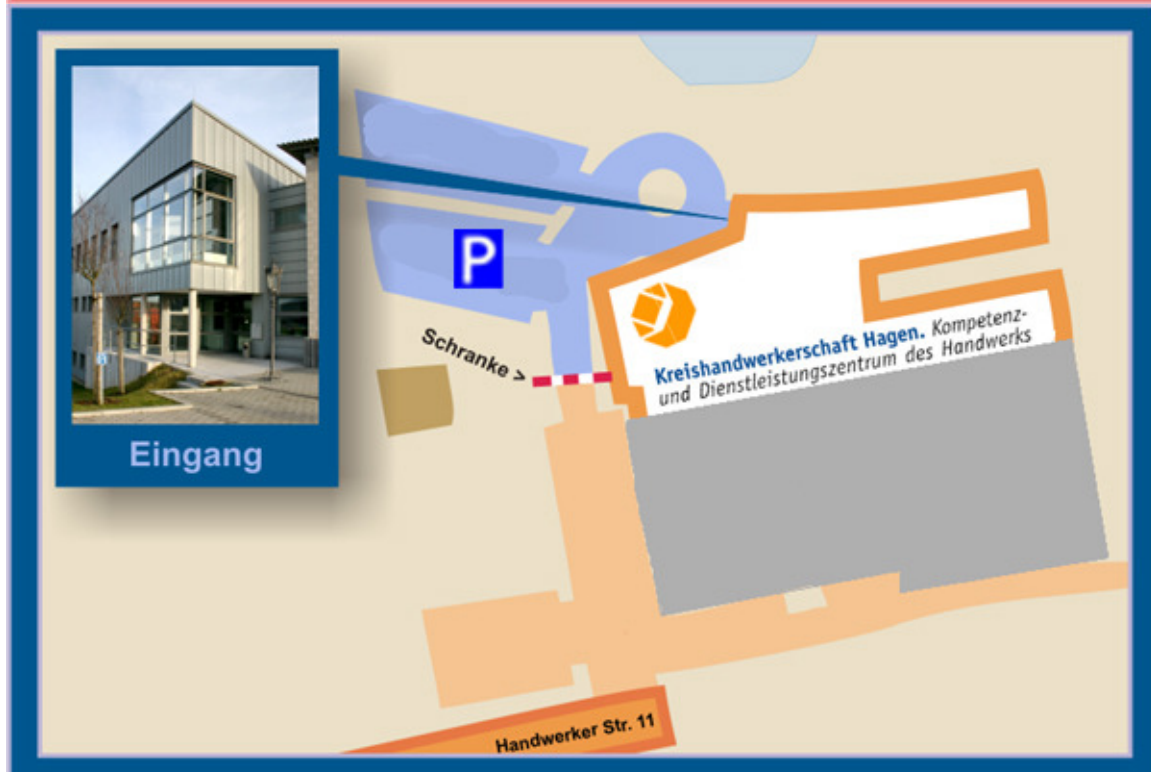 Eingang
P
Schranke >
Kreishandwerkerschaft Hagen. Kompetenz-
und Dienstleistungszentrum des Handwerks
Handwerker Str. 11